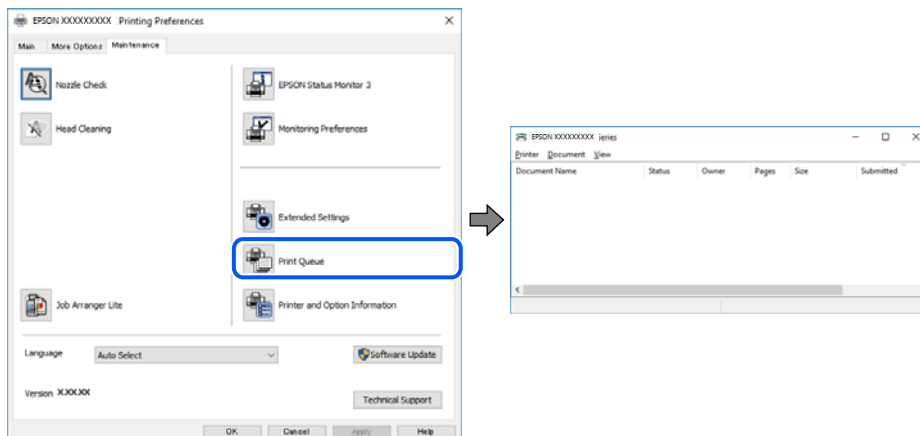 EPSON XXXXXXXXX Printing Preferences
Main More Options Maintenance
Nozzle Check EPSON Status Monitor 3
Head Cleaning Monitoring Preferences
Extended Settings
Print Queue
Job Arranger Lite Printer and Option Information
Language Auto Select Software Update
Version X.XX.XX
Technical Support
OK Cancel Apply Help
EPSON XXXXXXXXX Series
Printer Document View
Document Name Status Owner Pages Size Submitted